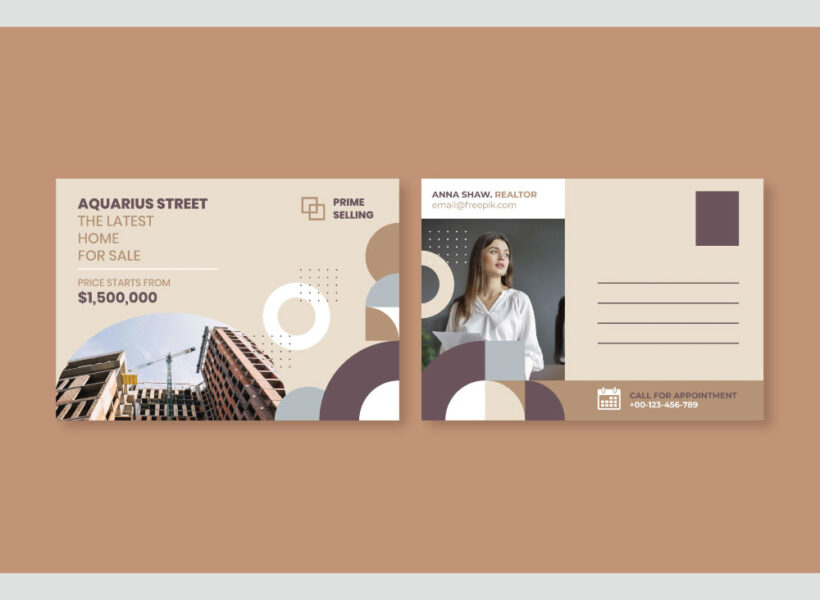 AQUARIUS STREET
THE LATEST
HOME
FOR SALE
PRICE STARTS FROM
$1,500,000
PRIME
SELLING
ANNA SHAW. REALTOR
email@freepik.com
CALL FOR APPOINTMENT
+00-123-456-789